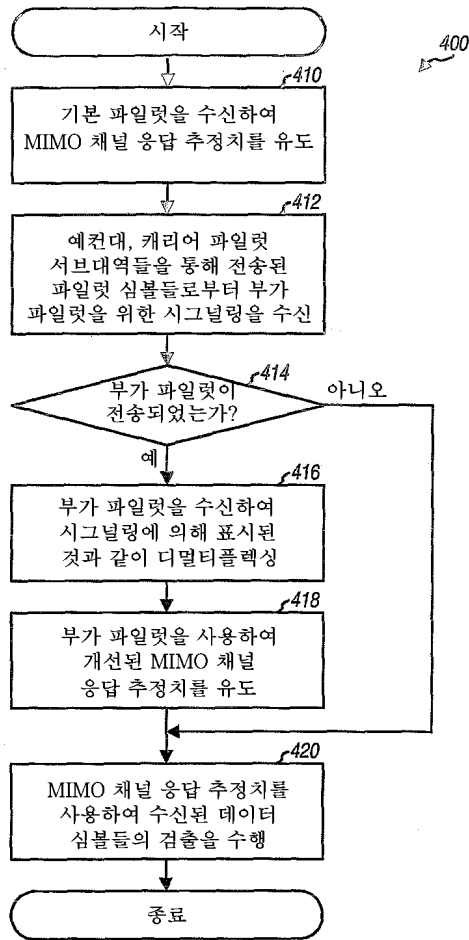 시작
400
410
기본 파일럿을 수신하여
MIMO 채널 응답 추정치를 유도
412
예컨대, 캐리어 파일럿
서브대역들을 통해 전송된
파일럿 심볼들로부터 부가
파일럿을 위한 시그널링을 수신
414
부가 파일럿이
전송되었는가?
아니오
예
416
부가 파일럿을 수신하여
시그널링에 의해 표시된
것과 같이 디멀티플렉싱
418
부가 파일럿을 사용하여
개선된 MIMO 채널
응답 추정치를 유도
420
MIMO 채널 응답 추정치를
사용하여 수신된 데이터
심볼들의 검출을 수행
종료